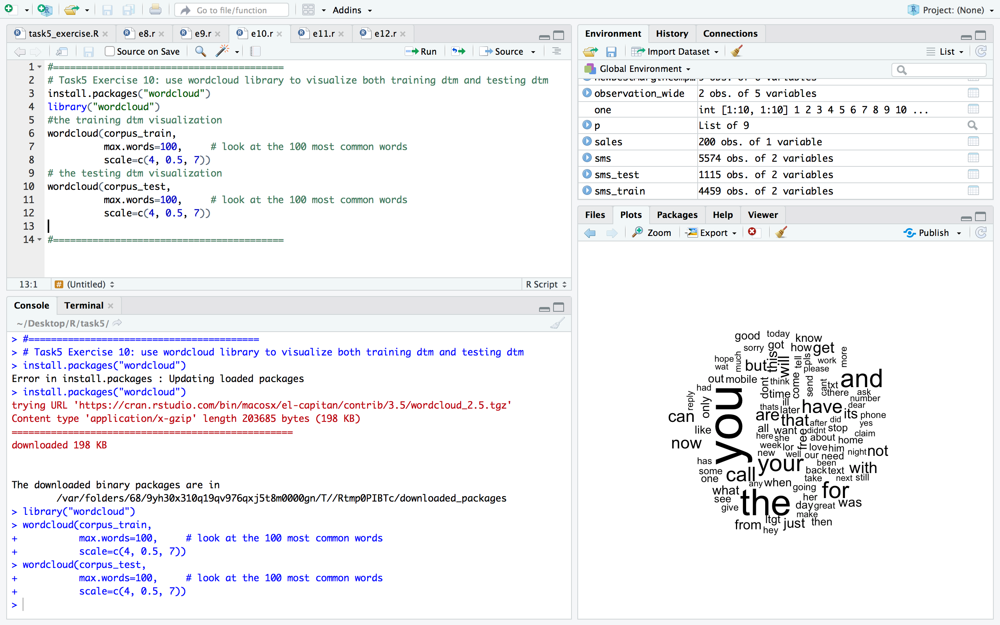 Go to file/function
Addins
Project: (None)
task5_exercise.R
e8.r
e9.r
e10.r
e11.r
e12.r
Source on Save
Run
Source
1 #=========================================
2 # Task5 Exercise 10: use wordcloud library to visualize both training dtm and testing dtm
3 install.packages("wordcloud")
4 library("wordcloud")
5 #the training dtm visualization
6 wordcloud(corpus_train,
7           max.words=100,     # look at the 100 most common words
8           scale=c(4, 0.5, 7))
9 # the testing dtm visualization
10 wordcloud(corpus_test,
11           max.words=100,     # look at the 100 most common words
12           scale=c(4, 0.5, 7))
13
14 #=========================================
13:1
# (Untitled)
R Script
Console
Terminal
~/Desktop/R/task5/
> #=========================================
> # Task5 Exercise 10: use wordcloud library to visualize both training dtm and testing dtm
> install.packages("wordcloud")
Error in install.packages : Updating loaded packages
> install.packages("wordcloud")
trying URL 'https://cran.rstudio.com/bin/macosx/el-capitan/contrib/3.5/wordcloud_2.5.tgz'
Content type 'application/x-gzip' length 203685 bytes (198 KB)
==================================================
downloaded 198 KB
The downloaded binary packages are in
/var/folders/68/9yh30x310q19qv976qxj5t8m0000gn/T//Rtmp0PIBTc/downloaded_packages
> library("wordcloud")
> wordcloud(corpus_train,
+           max.words=100,     # look at the 100 most common words
+           scale=c(4, 0.5, 7))
> wordcloud(corpus_test,
+           max.words=100,     # look at the 100 most common words
+           scale=c(4, 0.5, 7))
>
Environment
History
Connections
Import Dataset
List
Global Environment
observation_wide 2 obs. of 5 variables
one int [1:10, 1:10] 1 2 3 4 5 6 7 8 9 10 ...
p List of 9
sales 200 obs. of 1 variable
sms 5574 obs. of 2 variables
sms_test 1115 obs. of 2 variables
sms_train 4459 obs. of 2 variables
Files
Plots
Packages
Help
Viewer
Zoom
Export
Publish
good
today
know
sorry
got
how
get
more
hope
much
this
will
tell
pls
work
wat
but
please
out
mobile
dont
think
come
send
cant
txt
and
had
time
there
ask
reply
only
you
number
ill
thats
later
have
dear
can
are
that
its
phone
after
did
yes
like
all
want
didnt
stop
here
she
free
about
claim
now
home
week
lor
love
him
night
not
new
well
our
need
has
your
been
some
call
back
text
with
one
any
when
take
next
still
what
going
for
see
the
her
give
day
great
was
make
from
ltgt
just
then
hey